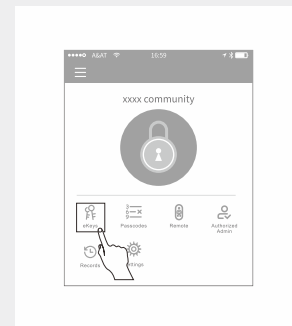 A&AT 16:59
xxxx community
eKeys Passcodes Remote Authorized
Admin
Records Settings